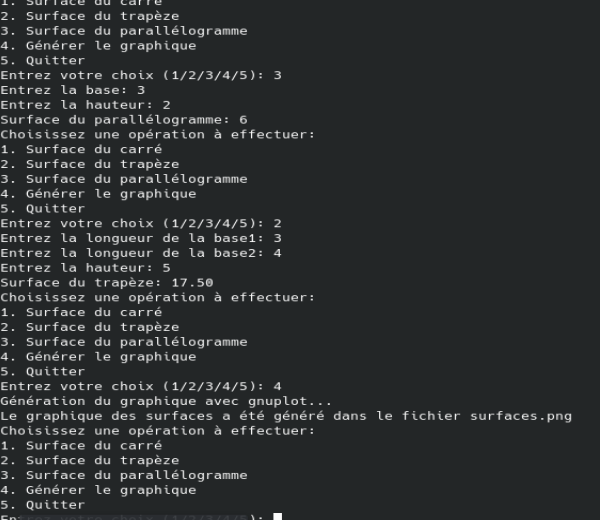 1. Surface du carré
2. Surface du trapèze
3. Surface du parallélogramme
4. Générer le graphique
5. Quitter
Entrez votre choix (1/2/3/4/5): 3
Entrez la base: 3
Entrez la hauteur: 2
Surface du parallélogramme: 6
Choisissez une opération à effectuer:
1. Surface du carré
2. Surface du trapèze
3. Surface du parallélogramme
4. Générer le graphique
5. Quitter
Entrez votre choix (1/2/3/4/5): 2
Entrez la longueur de la base1: 3
Entrez la longueur de la base2: 4
Entrez la hauteur: 5
Surface du trapèze: 17.50
Choisissez une opération à effectuer:
1. Surface du carré
2. Surface du trapèze
3. Surface du parallélogramme
4. Générer le graphique
5. Quitter
Entrez votre choix (1/2/3/4/5): 4
Génération du graphique avec gnuplot...
Le graphique des surfaces a été généré dans le fichier surfaces.png
Choisissez une opération à effectuer:
1. Surface du carré
2. Surface du trapèze
3. Surface du parallélogramme
4. Générer le graphique
5. Quitter
Entrez votre choix (1/2/3/4/5):